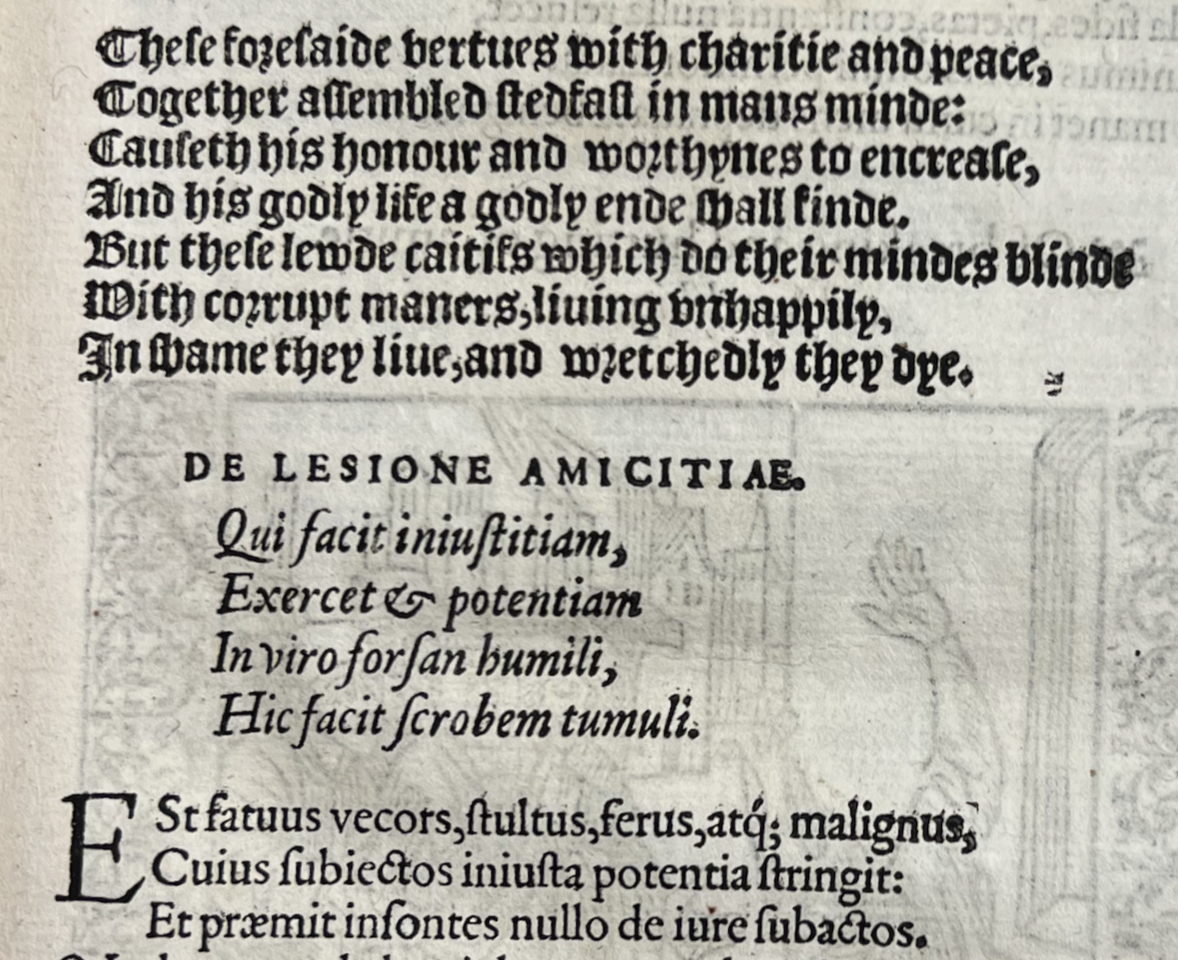 Theſe foꝛeſaide vertues with charitie and peace,
Together aſſembled ſtedfaſt in mans minde:
Cauſeth his honour and woꝛthynes to encreaſe,
And his godly life a godly ende ſhall finde.
But theſe lewde caitifs which do their mindes blinde
With coꝛrupt maners, liuing vnhappily,
In ſhame they liue, and wꝛetchedly they dye.
DE LESIONE AMICITIAE.
Qui facit iniuſtitiam,
Exercet & potentiam
In viro forſan humili,
Hic facit ſcrobem tumuli.
ESt fatuus vecors, ſtultus, ferus, atq́; malignus,
Cuius ſubiectos iniuſta potentia ſtringit:
Et præmit inſontes nullo de iure ſubactos.